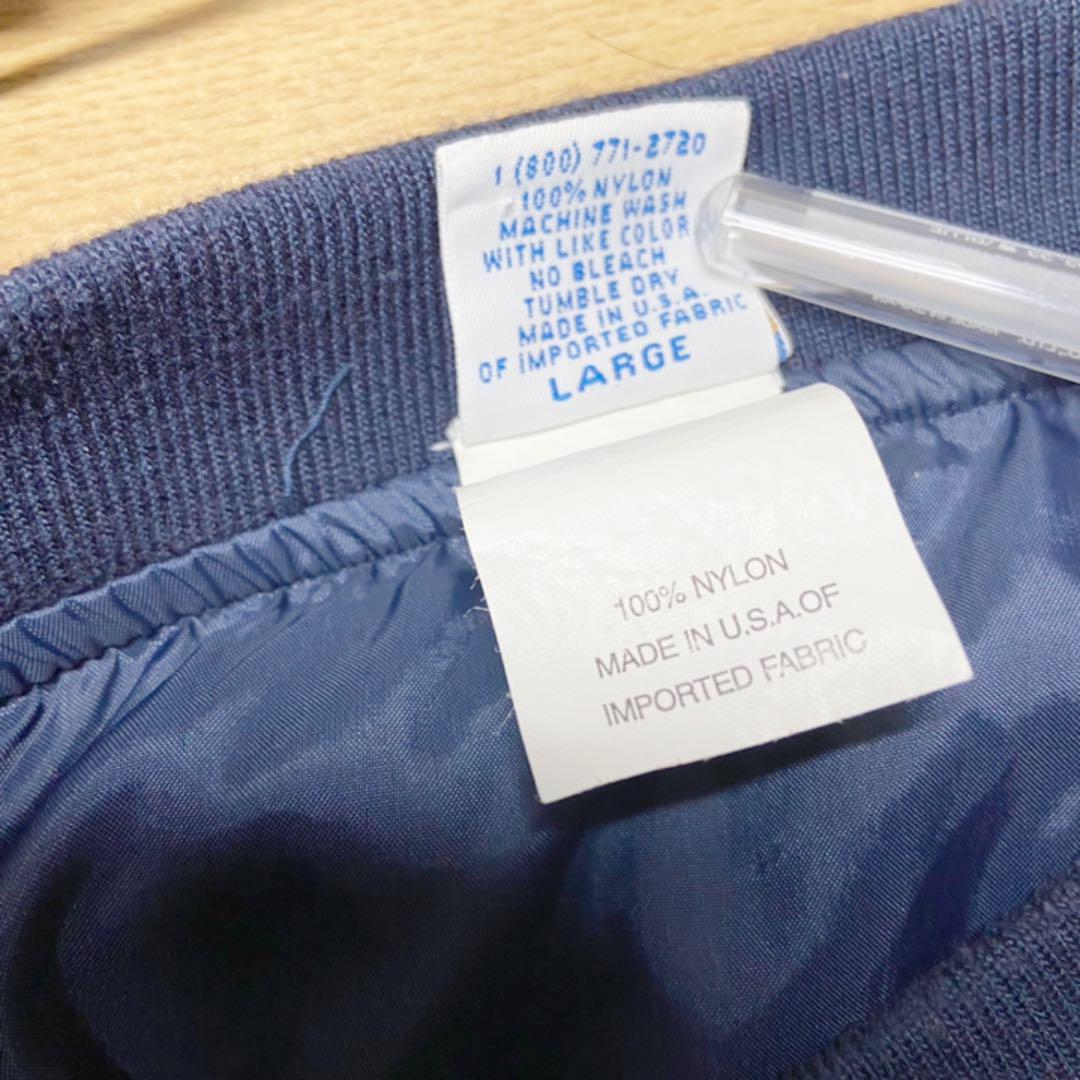 1 (800) 771-2720
100% NYLON
MACHINE WASH
WITH LIKE COLOR
NO BLEACH
TUMBLE DRY
MADE IN U.S.A.
OF IMPORTED FABRIC
LARGE
100% NYLON
MADE IN U.S.A.OF
IMPORTED FABRIC